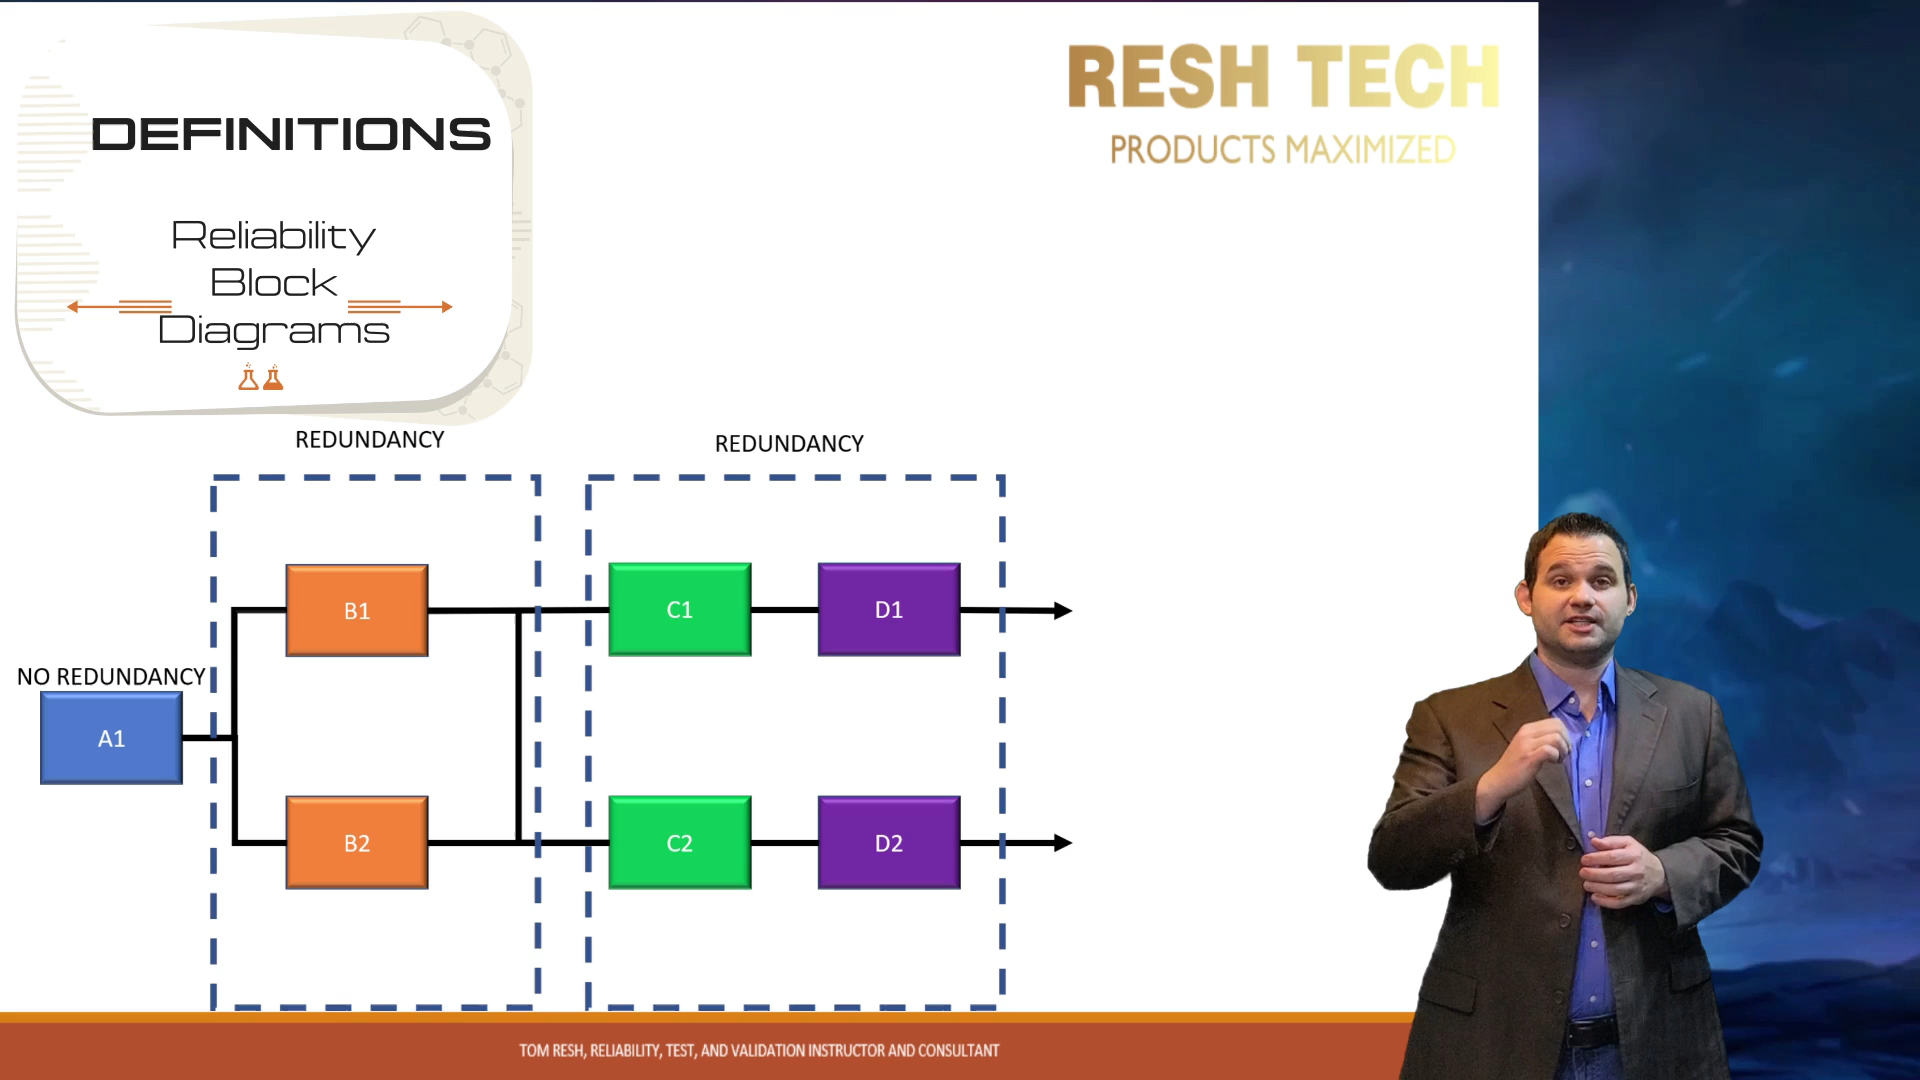 DEFINITIONS
Reliability
Block
Diagrams
RESH TECH
PRODUCTS MAXIMIZED
REDUNDANCY
REDUNDANCY
NO REDUNDANCY
A1
B1
C1
D1
B2
C2
D2
TOM RESH, RELIABILITY, TEST, AND VALIDATION INSTRUCTOR AND CONSULTANT